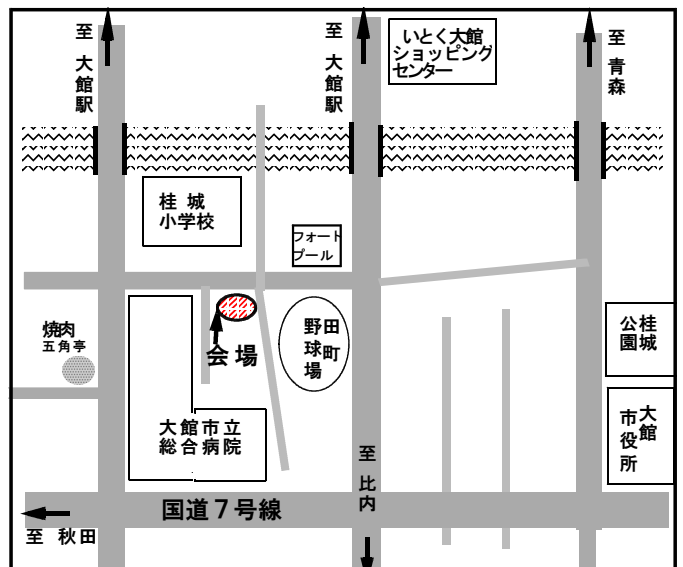 至 大館駅
至 大館駅
いとく大館
ショッピング
センター
至 青森
桂 城
小学校
フォート
プール
焼肉
五角亭
会 場
田町
野球場
桂城
公園
大館市立
総合病院
大館
市役所
至 比内
国道7号線
至 秋田